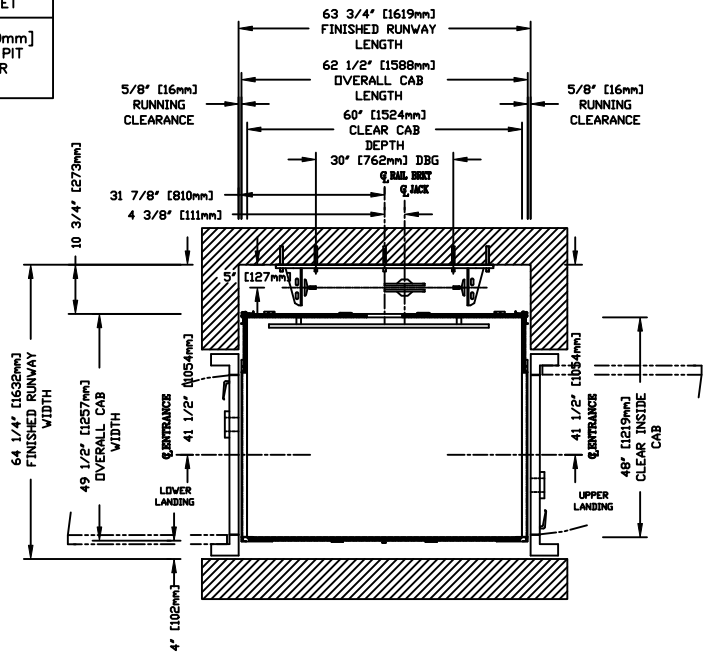 ET
0mm]
PIT
R
63 3/4" [1619mm]
FINISHED RUNWAY
LENGTH
62 1/2" [1588mm]
OVERALL CAB
LENGTH
5/8" [16mm]
RUNNING
CLEARANCE
5/8" [16mm]
RUNNING
CLEARANCE
60" [1524mm]
CLEAR CAB
DEPTH
30" [762mm] DBG
℄ RAIL BRKT
℄ JACK
31 7/8" [810mm]
4 3/8" [111mm]
10 3/4" [273mm]
5" [127mm]
64 1/4" [1632mm]
FINISHED RUNWAY
WIDTH
49 1/2" [1257mm]
OVERALL CAB
WIDTH
℄ ENTRANCE
41 1/2" [1054mm]
LOWER
LANDING
41 1/2" [1054mm]
℄ ENTRANCE
48" [1219mm]
CLEAR INSIDE
CAB
UPPER
LANDING
4" [102mm]